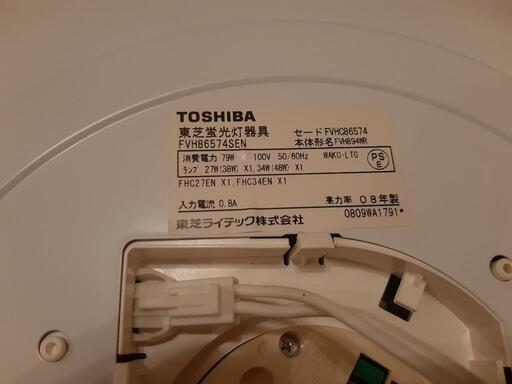 TOSHIBA
東芝蛍光灯器具 セード FVHC86574
FVH86574SEN 本体形名 FVH894WR
消費電力 79W 100V 50/60Hz WAKO-LTG
PSE
ランプ 27W(38W) X1.34W(48W) X1
FHC27EN X1.FHC34EN X1
入力電流 0.8A 高力率 08年製
0809WA1791*
東芝ライテック株式会社